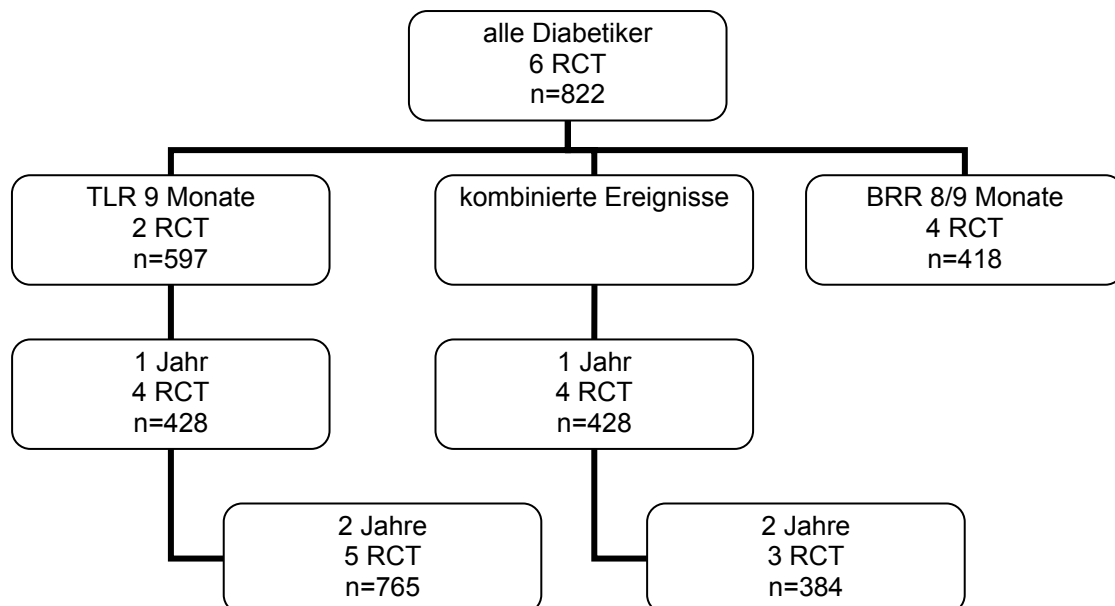 alle Diabetiker
6 RCT
n=822
TLR 9 Monate
2 RCT
n=597
kombinierte Ereignisse
BRR 8/9 Monate
4 RCT
n=418
1 Jahr
4 RCT
n=428
1 Jahr
4 RCT
n=428
2 Jahre
5 RCT
n=765
2 Jahre
3 RCT
n=384